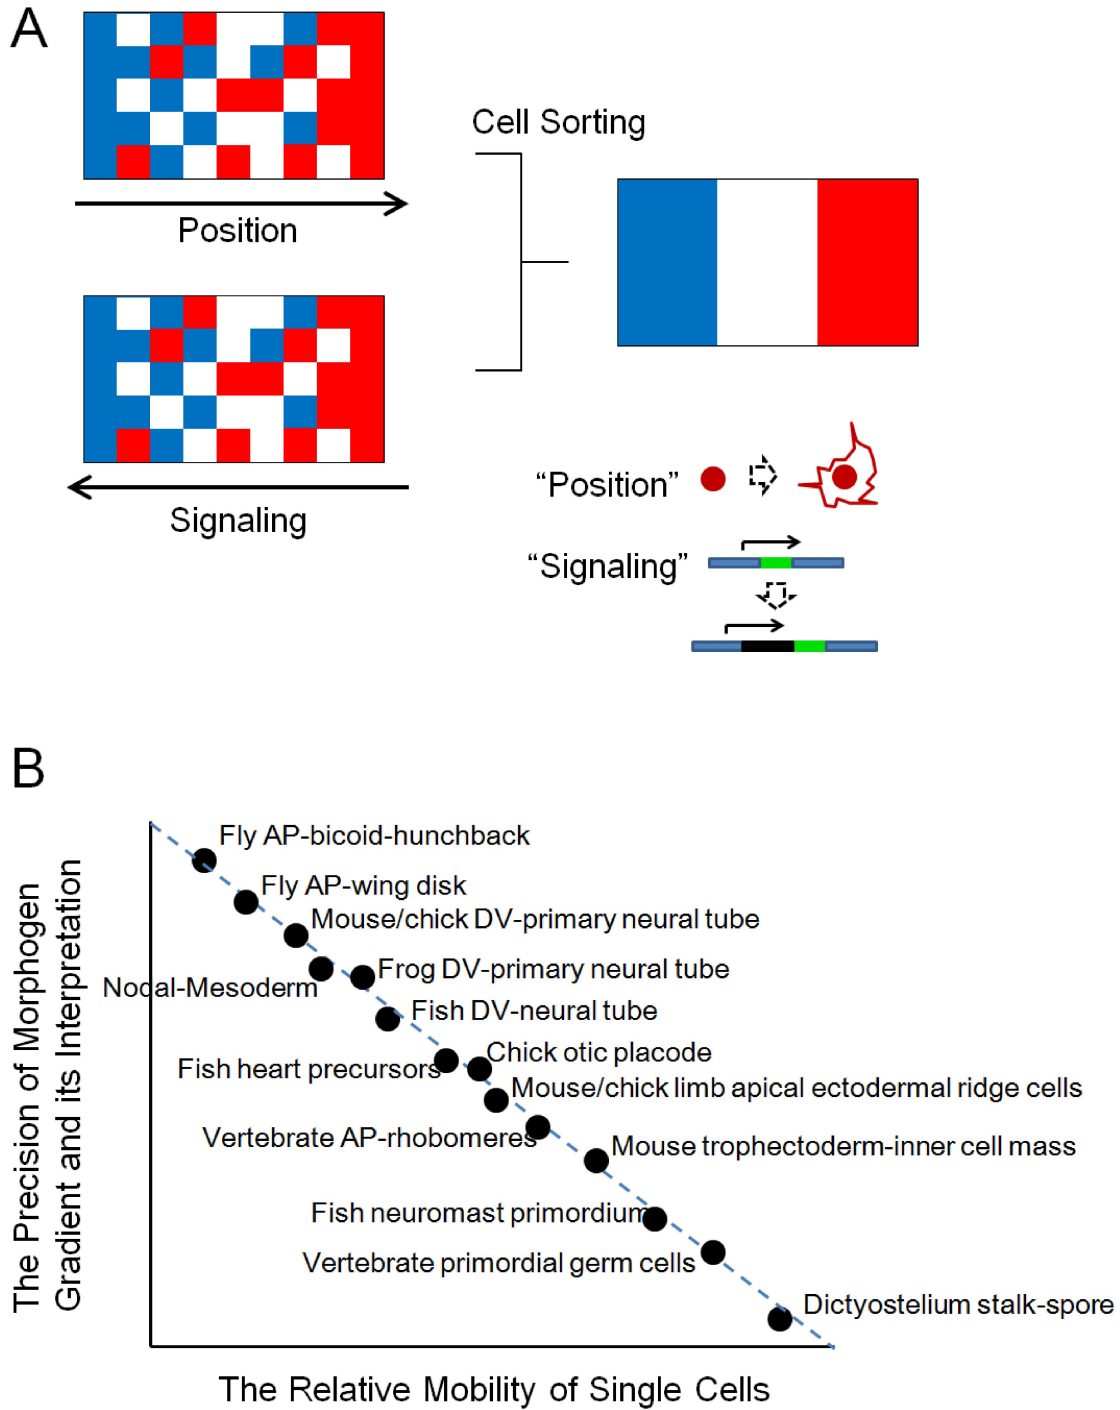 A
Cell Sorting
Position
Signaling
“Position”
“Signaling”
B
The Precision of Morphogen
Gradient and its Interpretation
Fly AP-bicoid-hunchback
Fly AP-wing disk
Mouse/chick DV-primary neural tube
Nodal-Mesoderm
Frog DV-primary neural tube
Fish DV-neural tube
Chick otic placode
Fish heart precursors
Mouse/chick limb apical ectodermal ridge cells
Vertebrate AP-rhobomeres
Mouse trophectoderm-inner cell mass
Fish neuromast primordium
Vertebrate primordial germ cells
Dictyostelium stalk-spore
The Relative Mobility of Single Cells